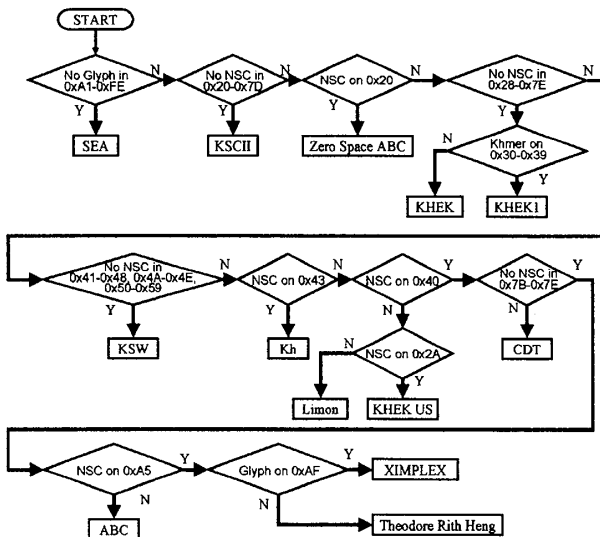 START
No Glyph in
0xA1-0xFE
N
Y
SEA
No NSC in
0x20-0x7D
N
Y
KSCII
NSC on 0x20
N
Y
Zero Space ABC
No NSC in
0x28-0x7E
N
Y
Khmer on
0x30-0x39
N
Y
KHEK
KHEK1
No NSC in
0x41-0x48, 0x4A-0x4E,
0x50-0x59
N
Y
KSW
NSC on 0x43
N
Y
Kh
NSC on 0x40
Y
N
NSC on 0x2A
N
Y
Limon
KHEK US
No NSC in
0x7B-0x7E
Y
N
CDT
NSC on 0xA5
Y
N
ABC
Glyph on 0xAF
Y
N
XIMPLEX
Theodore Rith Heng